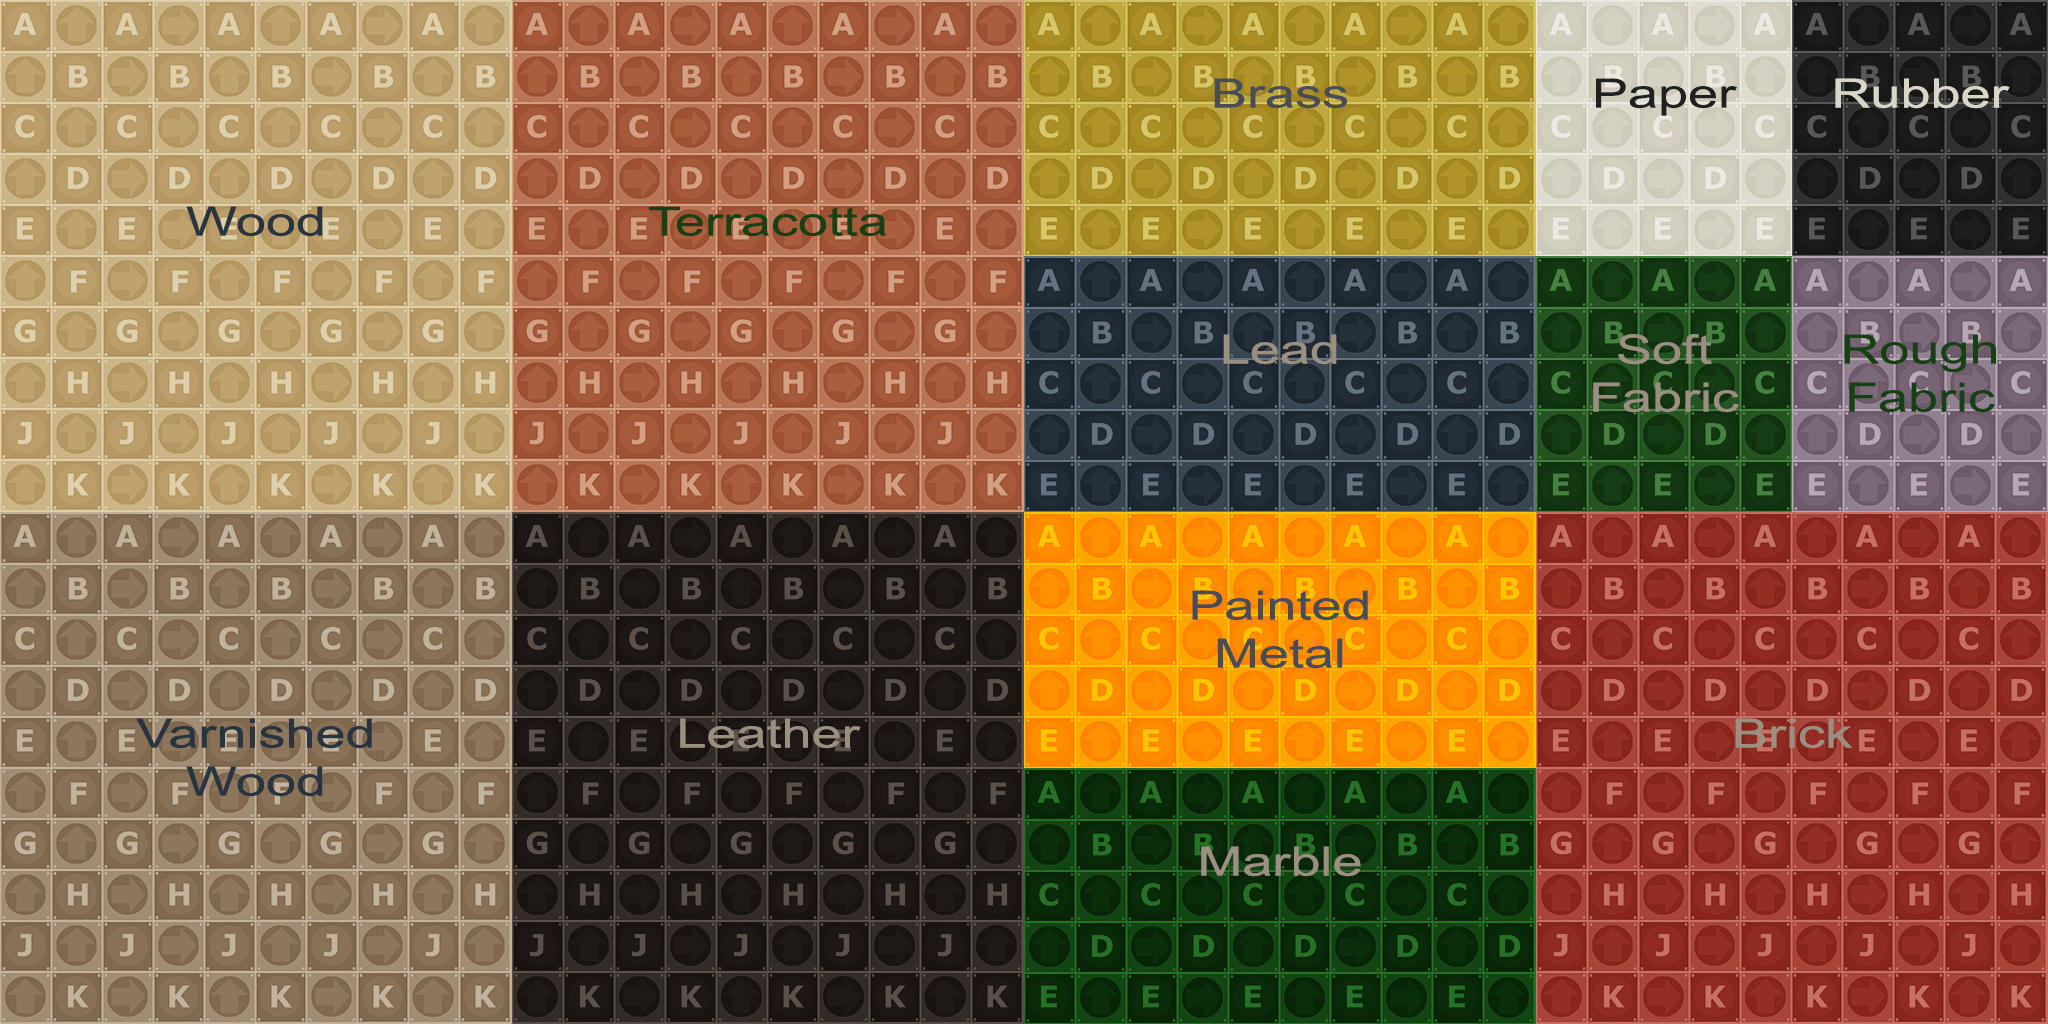 A A A A A
B B B B B
C C C C C
D D D D D
Wood
E E E E E
F F F F F
G G G G G
H H H H H
J J J J J
K K K K K
A A A A A
B B B B B
C C C C C
D D D D D
Terracotta
E E E E E
F F F F F
G G G G G
H H H H H
J J J J J
K K K K K
A A A A A
B B B B B
Brass
C C C C C
D D D D D
E E E E E
A A A
B B
Paper
C C C
D D
E E E
A A A
B B
Rubber
C C C
D D
E E E
A A A A A
B B B B B
Lead
C C C C C
D D D D D
E E E E E
A A A
B B
Soft
C C C
Fabric
D D
E E E
A A A
B B
Rough
C C C
Fabric
D D
E E E
A A A A A
B B B B B
C C C C C
D D D D D
Varnished
E E E E E
Wood
F F F F F
G G G G G
H H H H H
J J J J J
K K K K K
A A A A A
B B B B B
C C C C C
D D D D D
Leather
E E E E E
F F F F F
G G G G G
H H H H H
J J J J J
K K K K K
A A A A A
B B B B B
Painted
C C C C C
Metal
D D D D D
E E E E E
A A A A A
B B B B B
C C C C C
D D D D D
Brick
E E E E E
F F F F F
G G G G G
H H H H H
J J J J J
K K K K K
A A A A A
B B B B B
Marble
C C C C C
D D D D D
E E E E E